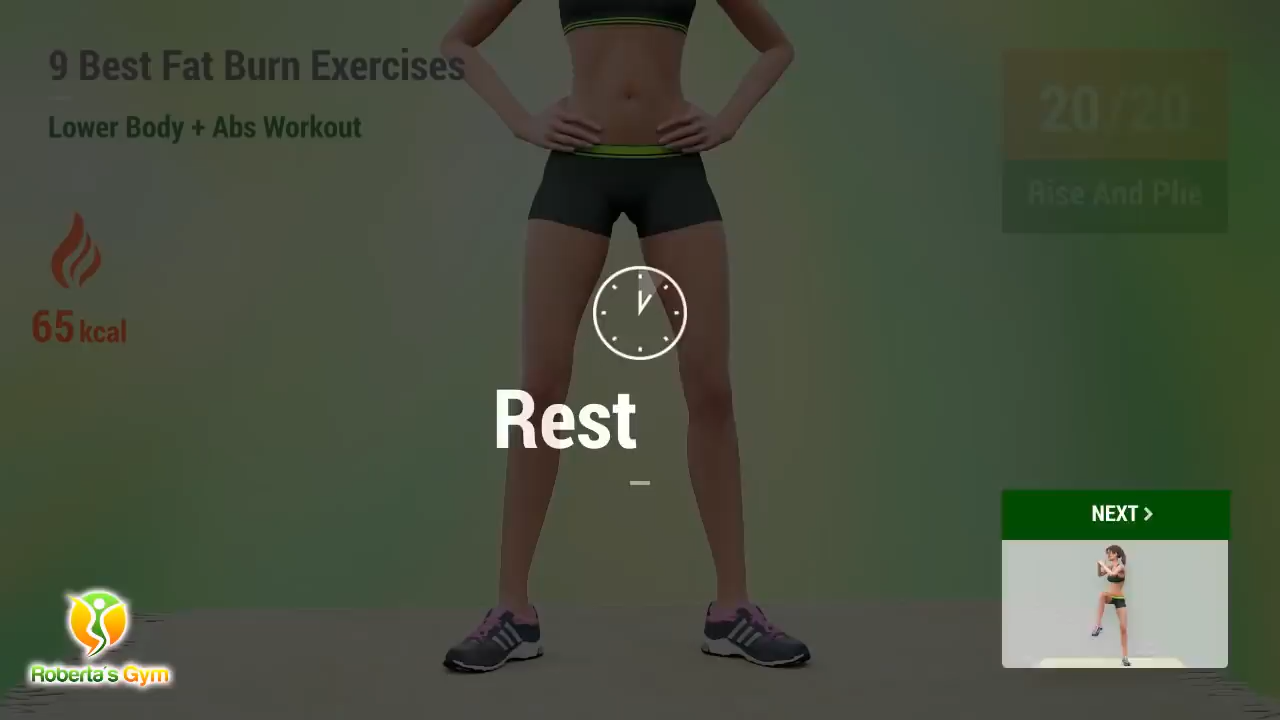 9 Best Fat Burn Exercises
Lower Body + Abs Workout
20/20
Rise And Plie
65 kcal
Rest
NEXT >
Roberta's Gym